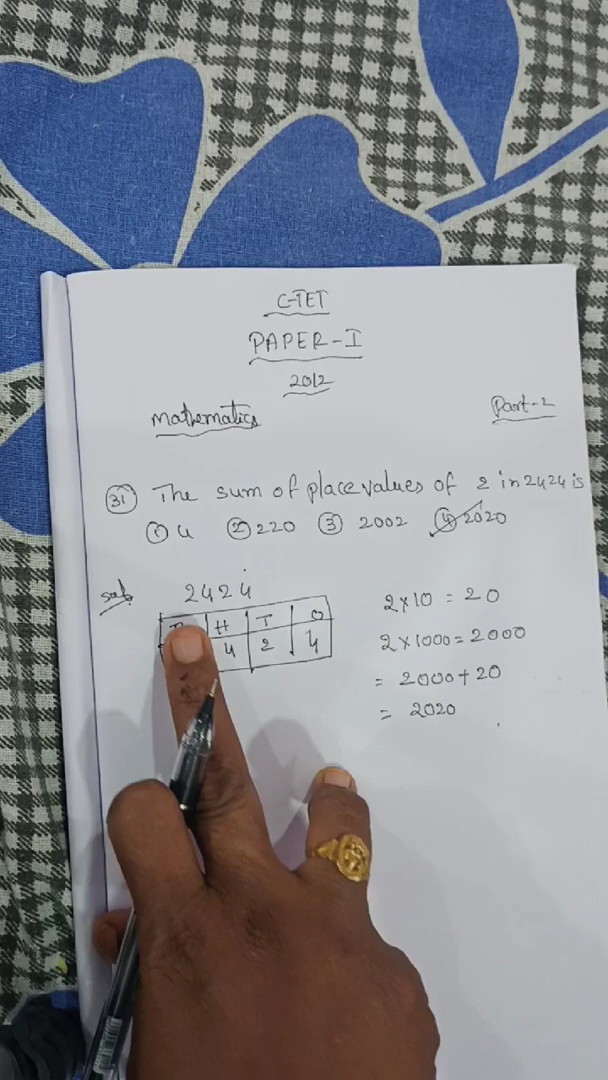 C-TET
PAPER-I
2012
Mathematics
Part-2
31 The sum of place values of 2 in 2424 is
① 4 ② 220 ③ 2002 ④ 2020
Sol:
2424
H T O
4 2 4
2×10 = 20
2×1000=2000
= 2000+20
= 2020